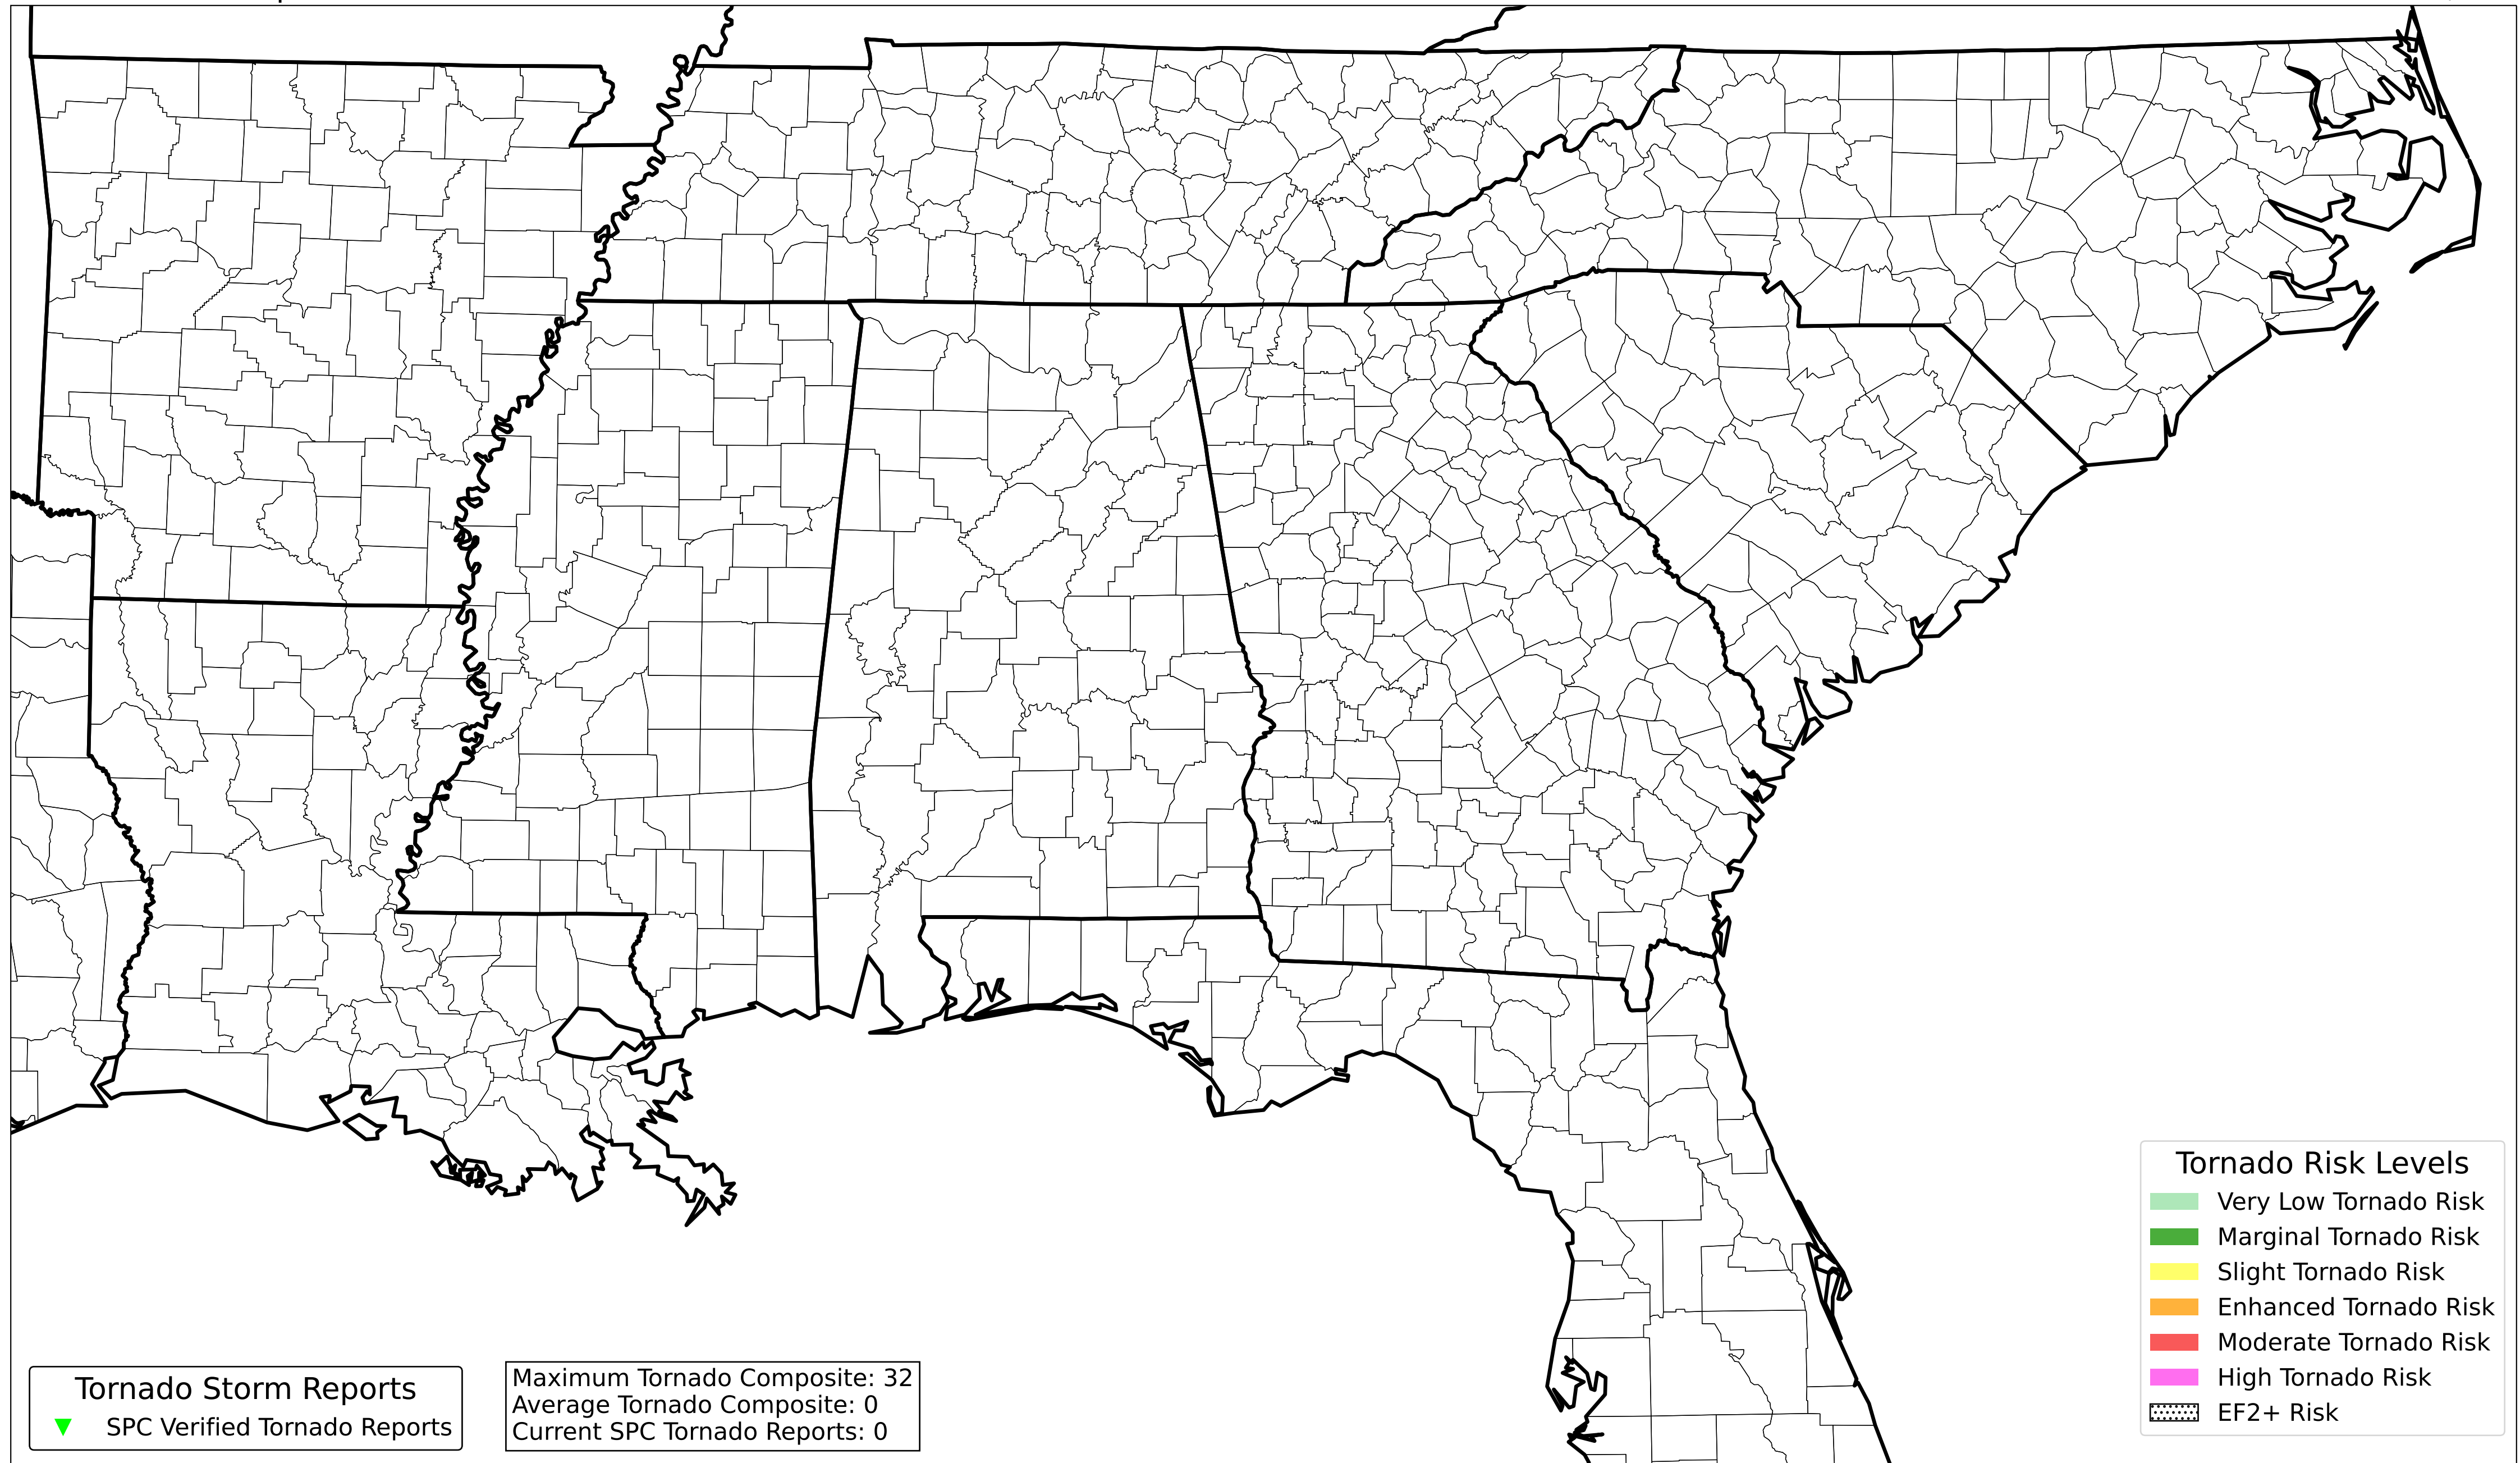 Tornado Risk Levels
Very Low Tornado Risk
Marginal Tornado Risk
Slight Tornado Risk
Enhanced Tornado Risk
Moderate Tornado Risk
High Tornado Risk
EF2+ Risk
Tornado Storm Reports
SPC Verified Tornado Reports
Maximum Tornado Composite: 32
Average Tornado Composite: 0
Current SPC Tornado Reports: 0